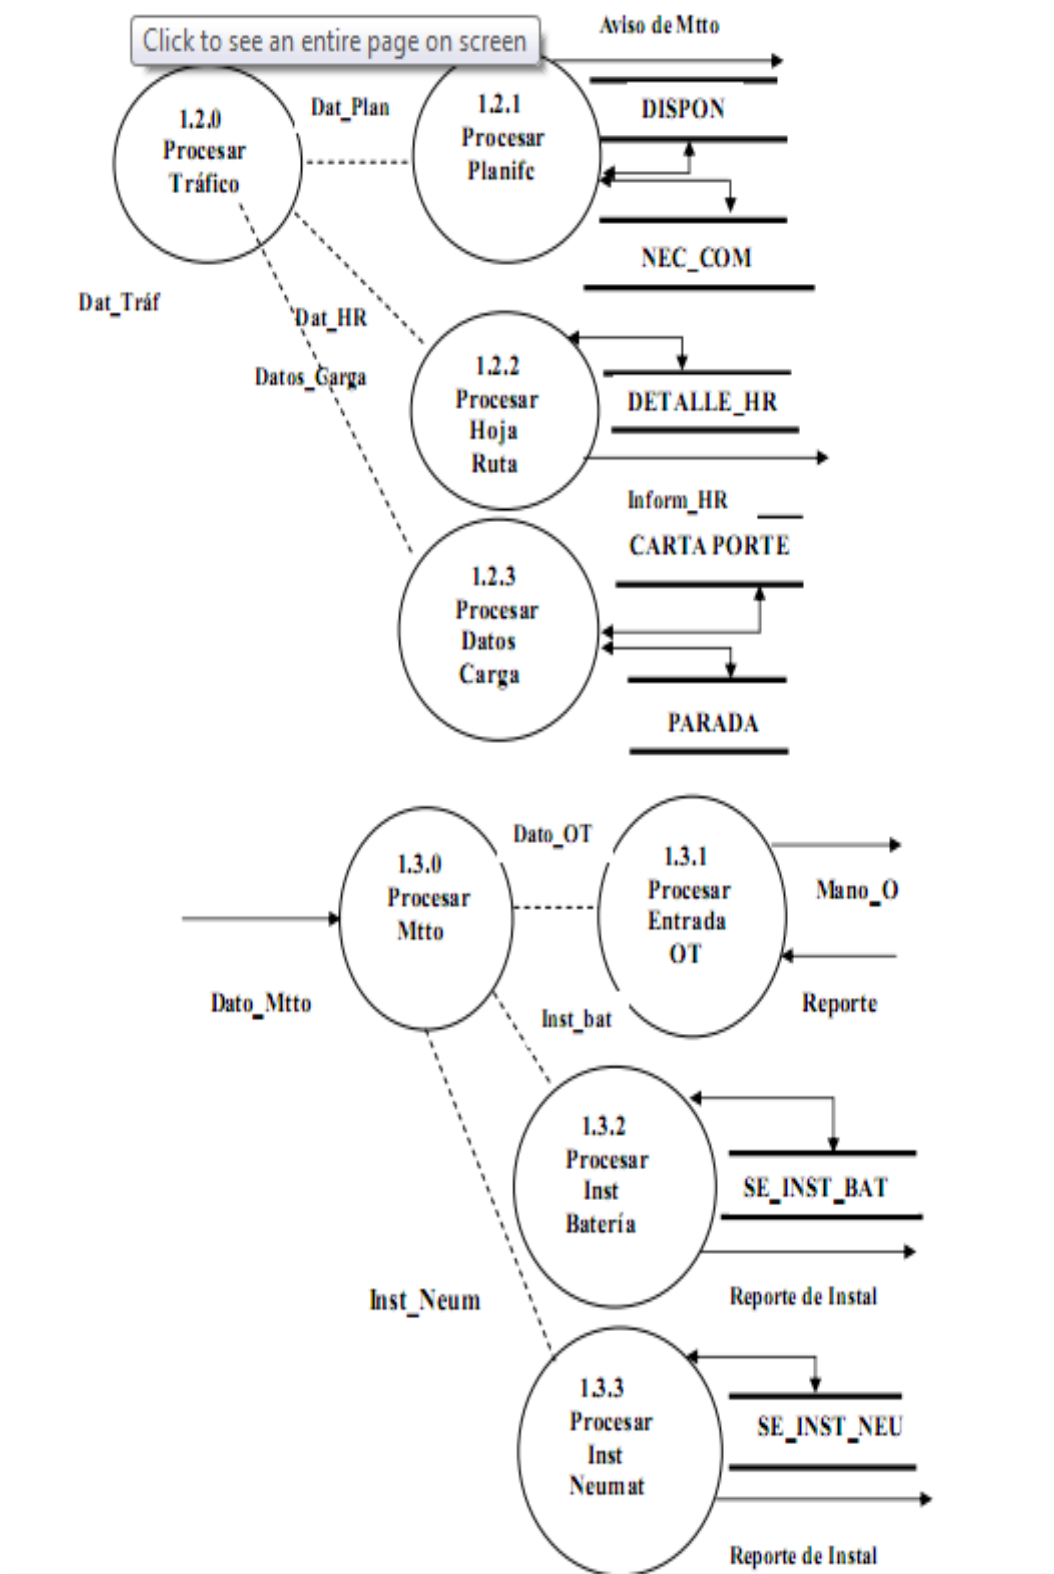 Click to see an entire page on screen
Aviso de Mtto
1.2.0
Procesar
Tráfico
Dat_Plan
1.2.1
Procesar
Planifc
DISPON
NEC_COM
Dat_Tráf
Dat_HR
Datos_Carga
1.2.2
Procesar
Hoja
Ruta
DETALLE_HR
Inform_HR
CARTA PORTE
1.2.3
Procesar
Datos
Carga
PARADA
1.3.0
Procesar
Mtto
Dato_OT
1.3.1
Procesar
Entrada
OT
Mano_O
Reporte
Dato_Mtto
Inst_bat
1.3.2
Procesar
Inst
Batería
SE_INST_BAT
Reporte de Instal
Inst_Neum
1.3.3
Procesar
Inst
Neumat
SE_INST_NEU
Reporte de Instal